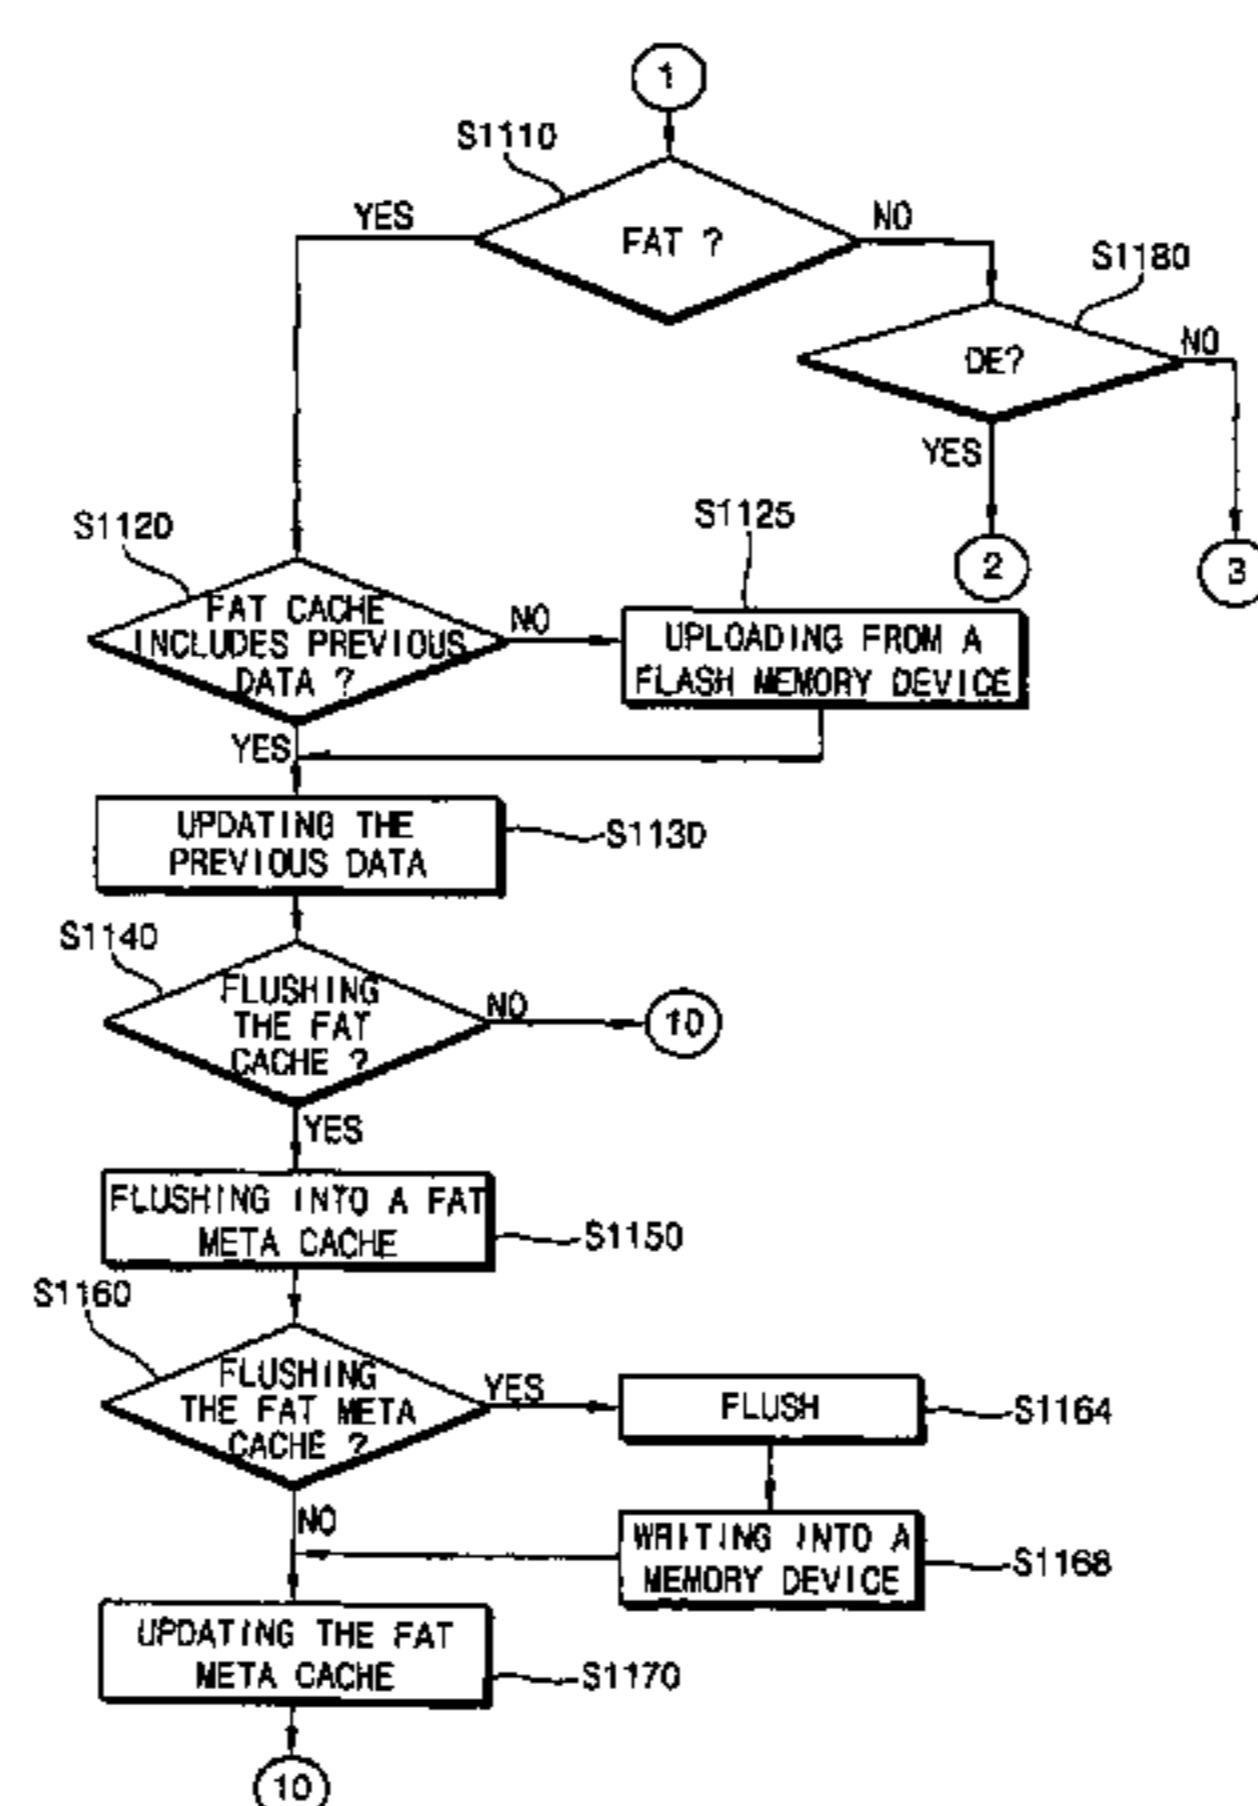 1
S1110
YES
FAT ?
NO
S1180
DE?
NO
YES
2
3
S1120
FAT CACHE
INCLUDES PREVIOUS
DATA ?
NO
S1125
UPLOADING FROM A
FLASH MEMORY DEVICE
YES
UPDATING THE
PREVIOUS DATA
S1130
S1140
FLUSHING
THE FAT
CACHE ?
NO
10
YES
FLUSHING INTO A FAT
META CACHE
S1150
S1160
FLUSHING
THE FAT META
CACHE ?
YES
FLUSH
S1164
NO
WRITING INTO A
MEMORY DEVICE
S1168
UPDATING THE FAT
META CACHE
S1170
10